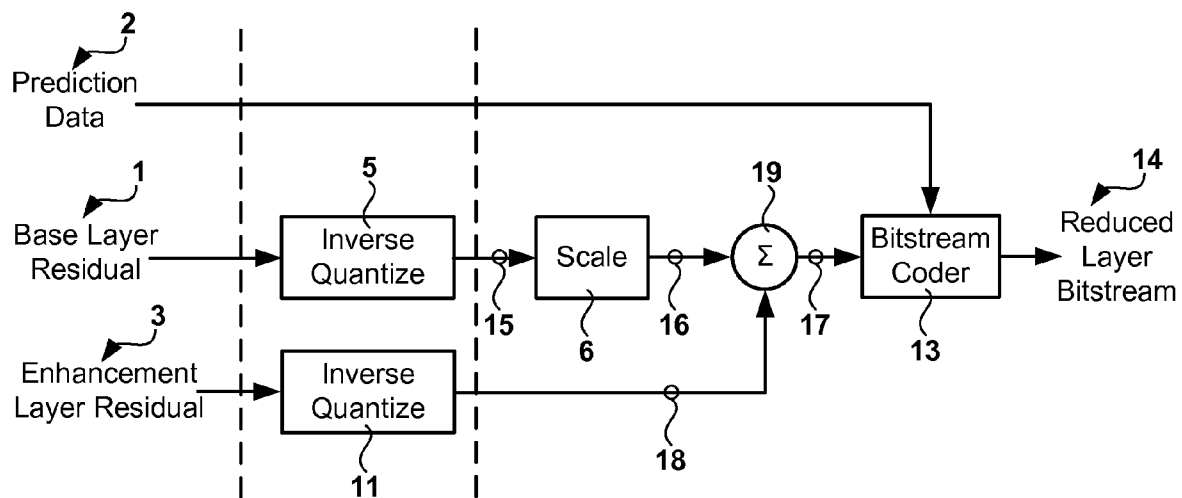 2
Prediction
Data
1
Base Layer
Residual
3
Enhancement
Layer Residual
5
Inverse
Quantize
Inverse
Quantize
11
15
Scale
6
16
19
Σ
17
18
Bitstream
Coder
13
14
Reduced
Layer
Bitstream